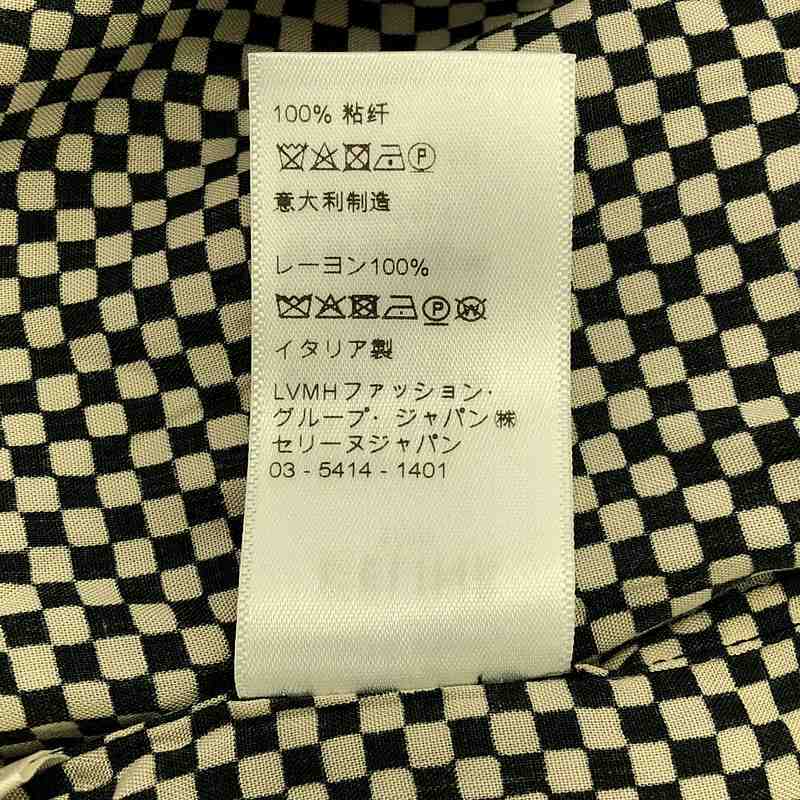 100% 粘纤
P
意大利制造
レーヨン100%
P W
イタリア製
LVMHファッション·
グループ· ジャパン㈱
セリーヌジャパン
03 - 5414 - 1401